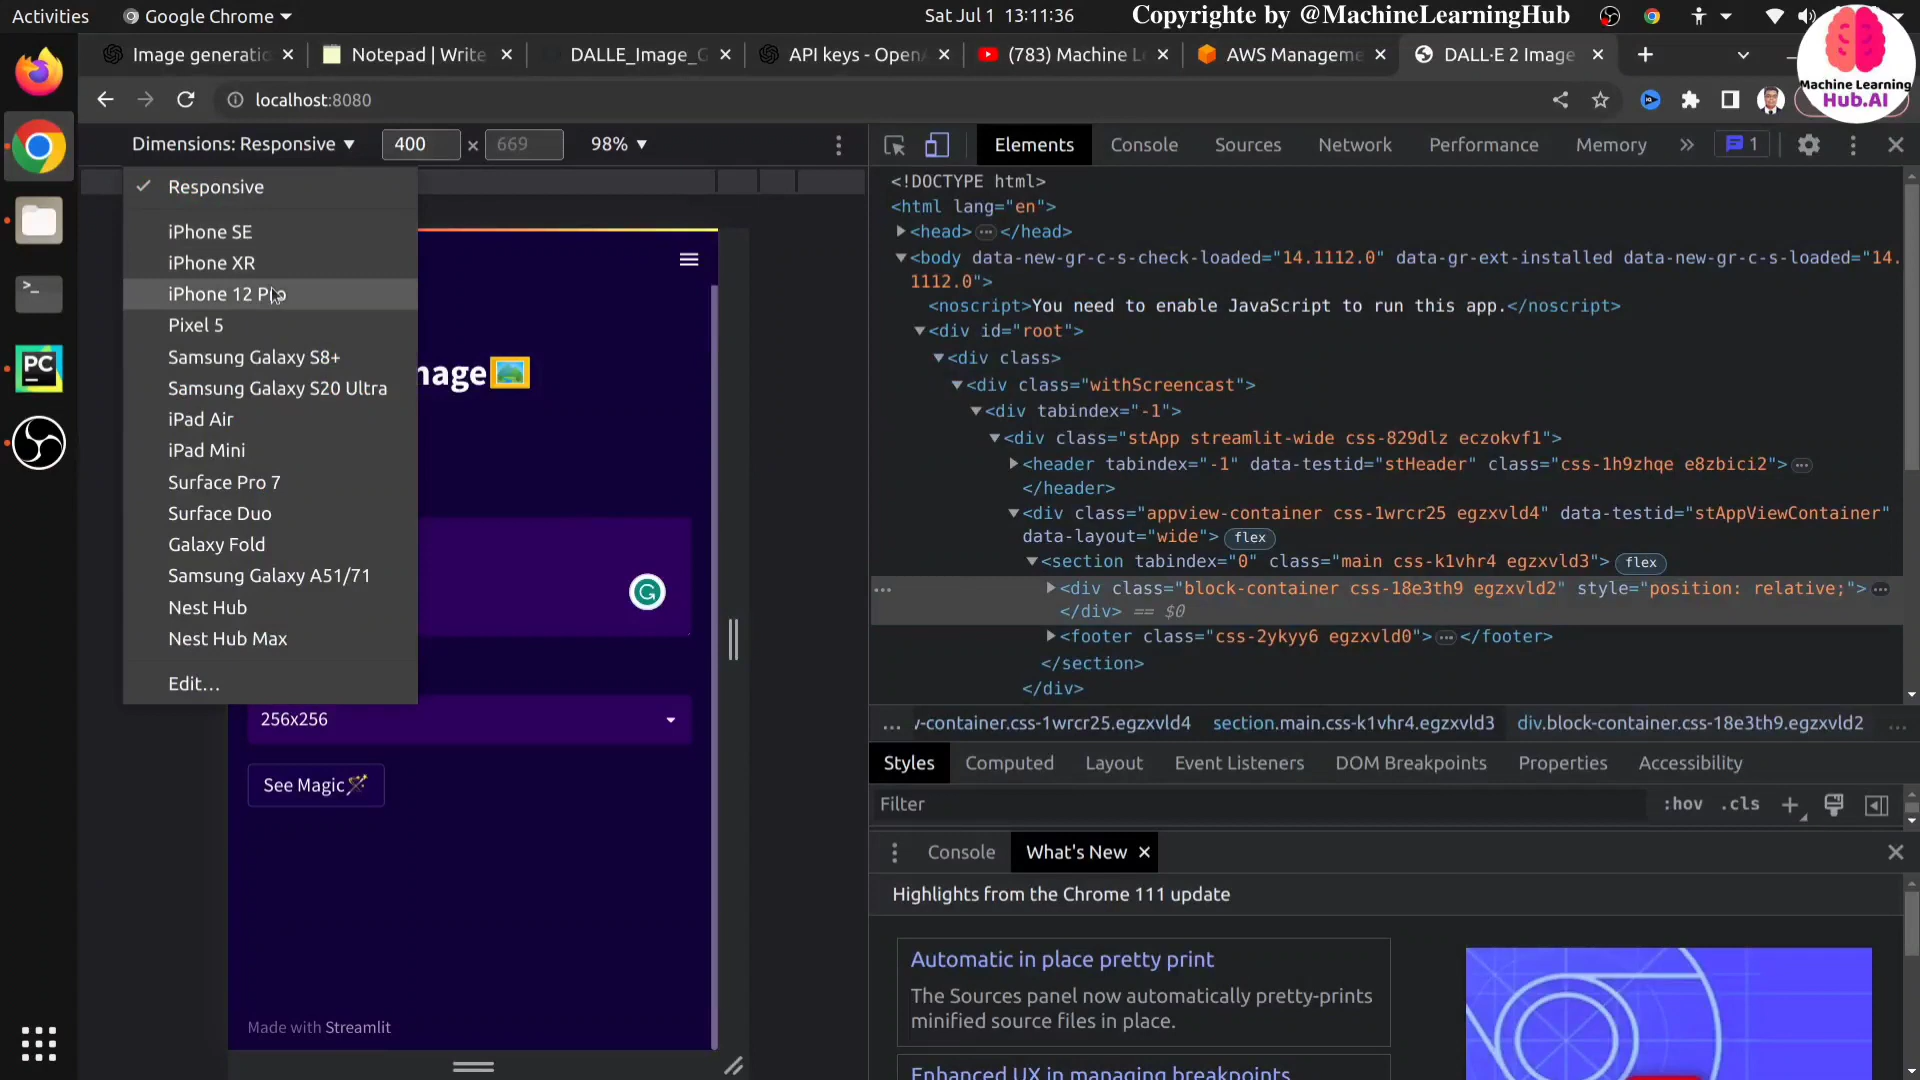 Activities
Google Chrome
Sat Jul 1 13:11:36
Copyrighte by @MachineLearningHub
Image generatio
Notepad | Write
DALLE_Image_G
API keys - OpenA
(783) Machine L
AWS Manageme
DALL·E 2 Image
Machine Learning
Hub.AI
localhost:8080
Dimensions: Responsive
400 × 669
98%
Responsive
iPhone SE
iPhone XR
iPhone 12 Pro
Pixel 5
Samsung Galaxy S8+
Samsung Galaxy S20 Ultra
iPad Air
iPad Mini
Surface Pro 7
Surface Duo
Galaxy Fold
Samsung Galaxy A51/71
Nest Hub
Nest Hub Max
Edit…
mage
256x256
See Magic
Made with Streamlit
Elements Console Sources Network Performance Memory » 1
<!DOCTYPE html>
<html lang="en">
<head> … </head>
<body data-new-gr-c-s-check-loaded="14.1112.0" data-gr-ext-installed data-new-gr-c-s-loaded="14.
1112.0">
<noscript>You need to enable JavaScript to run this app.</noscript>
<div id="root">
<div class>
<div class="withScreencast">
<div tabindex="-1">
<div class="stApp streamlit-wide css-829dlz eczokvf1">
<header tabindex="-1" data-testid="stHeader" class="css-1h9zhqe e8zbici2"> …
</header>
<div class="appview-container css-1wrcr25 egzxvld4" data-testid="stAppViewContainer"
data-layout="wide"> flex
<section tabindex="0" class="main css-k1vhr4 egzxvld3"> flex
… <div class="block-container css-18e3th9 egzxvld2" style="position: relative;"> …
</div> == $0
<footer class="css-2ykyy6 egzxvld0"> … </footer>
</section>
</div>
… v-container.css-1wrcr25.egzxvld4 section.main.css-k1vhr4.egzxvld3 div.block-container.css-18e3th9.egzxvld2 …
Styles Computed Layout Event Listeners DOM Breakpoints Properties Accessibility
Filter :hov .cls +
Console What's New
Highlights from the Chrome 111 update
Automatic in place pretty print
The Sources panel now automatically pretty-prints
minified source files in place.
Enhanced UX in managing breakpoints
PC